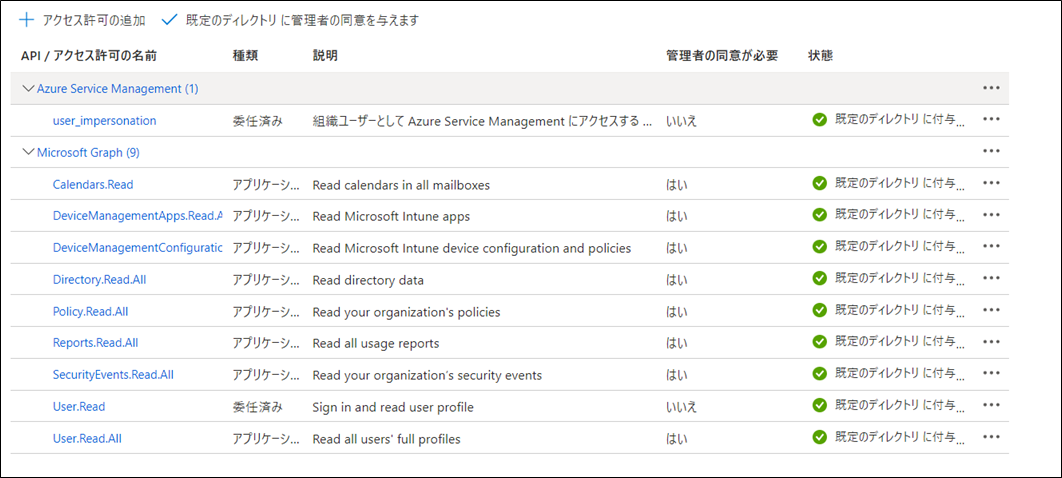 アクセス許可の追加 既定のディレクトリ に管理者の同意を与えます
API / アクセス許可の名前 種類 説明 管理者の同意が必要 状態
Azure Service Management (1)
user_impersonation 委任済み 組織ユーザーとして Azure Service Management にアクセスする ... いいえ 既定のディレクトリ に付与...
Microsoft Graph (9)
Calendars.Read アプリケーシ... Read calendars in all mailboxes はい 既定のディレクトリ に付与...
DeviceManagementApps.Read.A アプリケーシ... Read Microsoft Intune apps はい 既定のディレクトリ に付与...
DeviceManagementConfiguratic アプリケーシ... Read Microsoft Intune device configuration and policies はい 既定のディレクトリ に付与...
Directory.Read.All アプリケーシ... Read directory data はい 既定のディレクトリ に付与...
Policy.Read.All アプリケーシ... Read your organization's policies はい 既定のディレクトリ に付与...
Reports.Read.All アプリケーシ... Read all usage reports はい 既定のディレクトリ に付与...
SecurityEvents.Read.All アプリケーシ... Read your organization's security events はい 既定のディレクトリ に付与...
User.Read 委任済み Sign in and read user profile いいえ 既定のディレクトリ に付与...
User.Read.All アプリケーシ... Read all users' full profiles はい 既定のディレクトリ に付与...